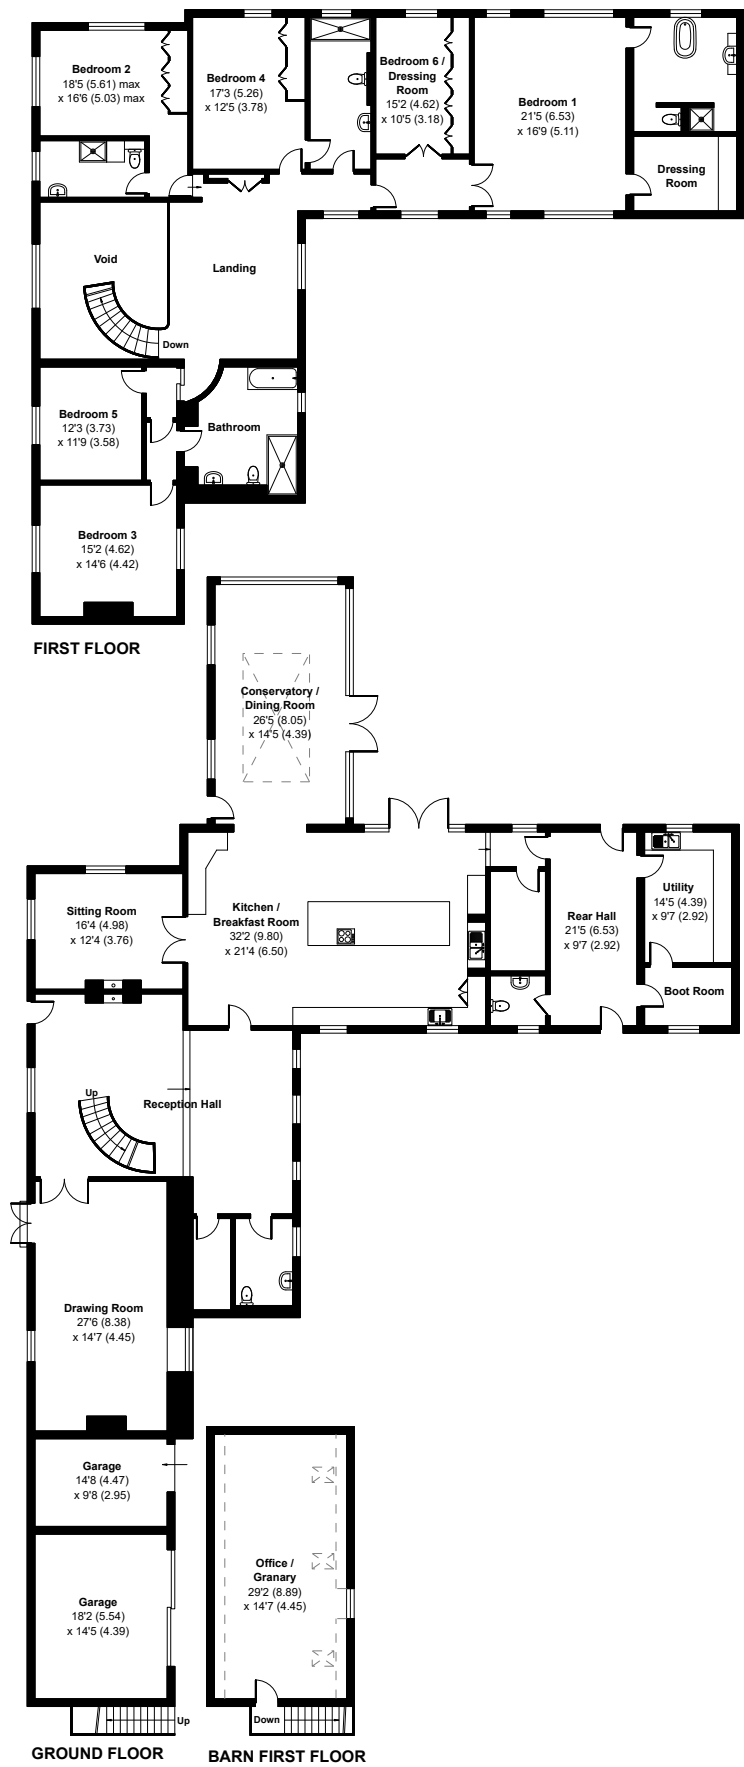 Bedroom 2
18'5 (5.61) max
x 16'6 (5.03) max
Bedroom 4
17'3 (5.26)
x 12'5 (3.78)
Bedroom 6 /
Dressing
Room
15'2 (4.62)
x 10'5 (3.18)
Bedroom 1
21'5 (6.53)
x 16'9 (5.11)
Dressing
Room
Void
Landing
Down
Bedroom 5
12'3 (3.73)
x 11'9 (3.58)
Bathroom
Bedroom 3
15'2 (4.62)
x 14'6 (4.42)
FIRST FLOOR
Conservatory /
Dining Room
26'5 (8.05)
x 14'5 (4.39)
Sitting Room
16'4 (4.98)
x 12'4 (3.76)
Kitchen /
Breakfast Room
32'2 (9.80)
x 21'4 (6.50)
Rear Hall
21'5 (6.53)
x 9'7 (2.92)
Utility
14'5 (4.39)
x 9'7 (2.92)
Boot Room
Up
Reception Hall
Drawing Room
27'6 (8.38)
x 14'7 (4.45)
Garage
14'8 (4.47)
x 9'8 (2.95)
Garage
18'2 (5.54)
x 14'5 (4.39)
Office /
Granary
29'2 (8.89)
x 14'7 (4.45)
Up
Down
GROUND FLOOR
BARN FIRST FLOOR